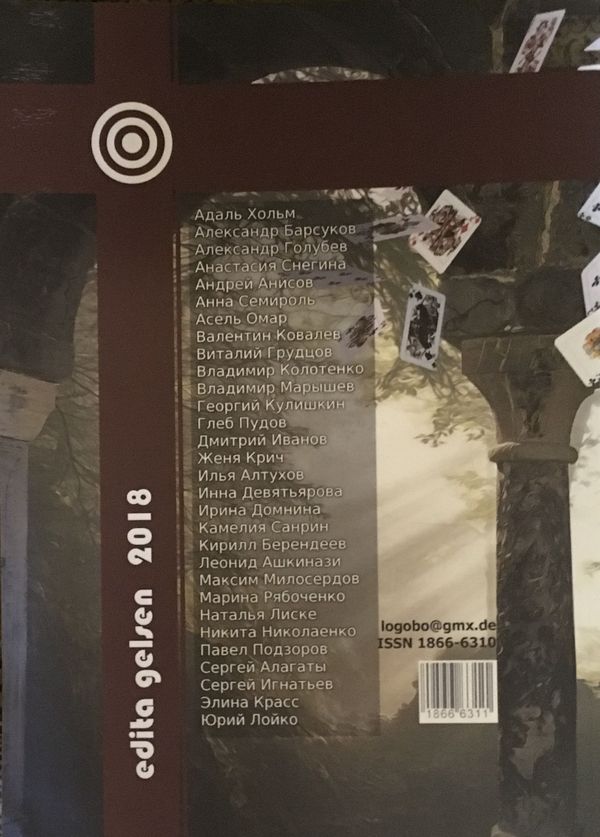 Адаль Хольм
Александр Барсуков
Александр Голубев
Анастасия Снегина
Андрей Анисов
Анна Семироль
Асель Омар
Валентин Ковалев
Виталий Грудцов
Владимир Колотенко
Владимир Марышев
Георгий Кулишкин
Глеб Пудов
Дмитрий Иванов
Женя Крич
Илья Алтухов
Инна Девятьярова
Ирина Домнина
Камелия Санрин
Кирилл Берендеев
Леонид Ашкинази
Максим Милосердов
Марина Рябоченко
Наталья Лиске
Никита Николаенко
Павел Подзоров
Сергей Алагаты
Сергей Игнатьев
Элина Красс
Юрий Лойко
edita gelsen 2018
logobo@gmx.de
ISSN 1866-6310
1866 6311